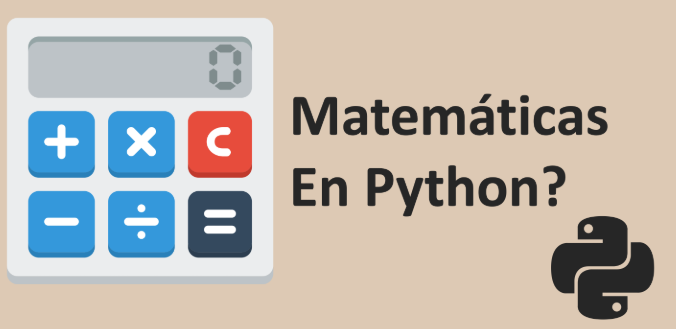 0
+ × C
− ÷ =
Matemáticas
En Python?